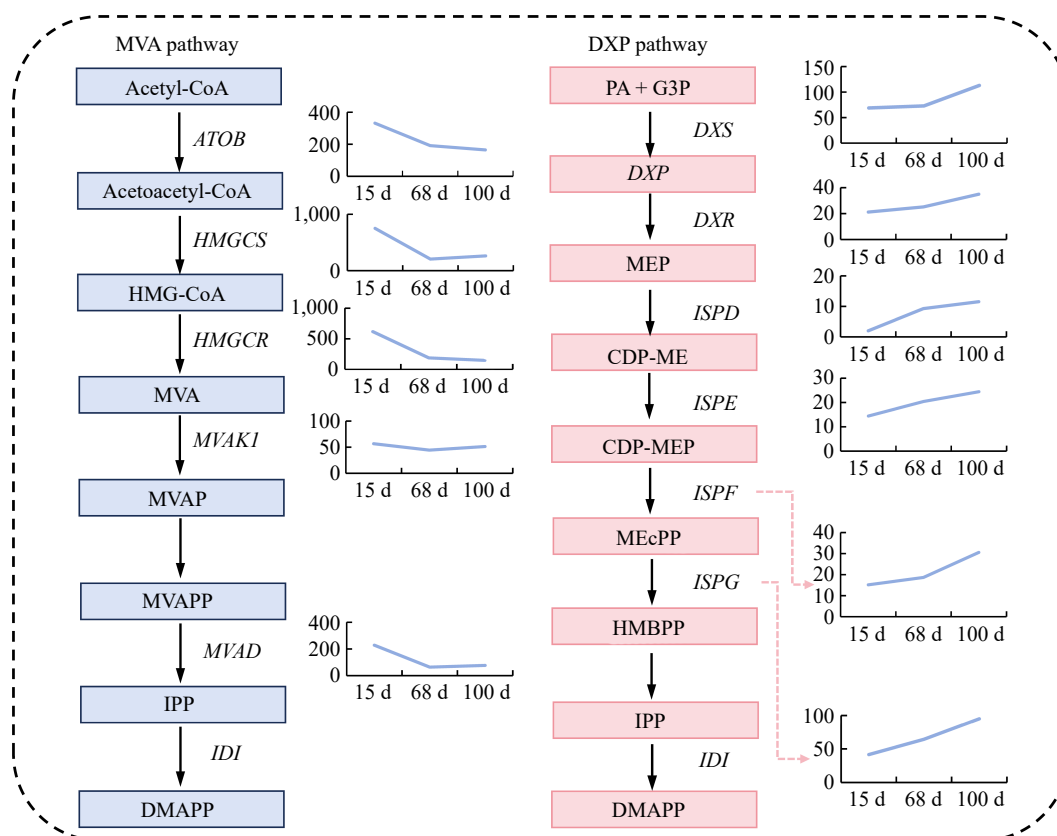 MVA pathway
Acetyl-CoA
ATOB
Acetoacetyl-CoA
HMGCS
HMG-CoA
HMGCR
MVA
MVAK1
MVAP
MVAPP
MVAD
IPP
IDI
DMAPP
400
200
0
15 d 68 d 100 d
1,000
500
0
15 d 68 d 100 d
1,000
500
0
15 d 68 d 100 d
100
50
0
15 d 68 d 100 d
400
200
0
15 d 68 d 100 d
DXP pathway
PA + G3P
DXS
DXP
DXR
MEP
ISPD
CDP-ME
ISPE
CDP-MEP
ISPF
MEcPP
ISPG
HMBPP
IPP
IDI
DMAPP
150
100
50
0
15 d 68 d 100 d
40
20
0
15 d 68 d 100 d
20
10
0
15 d 68 d 100 d
30
20
10
0
15 d 68 d 100 d
40
30
20
10
0
15 d 68 d 100 d
100
50
0
15 d 68 d 100 d